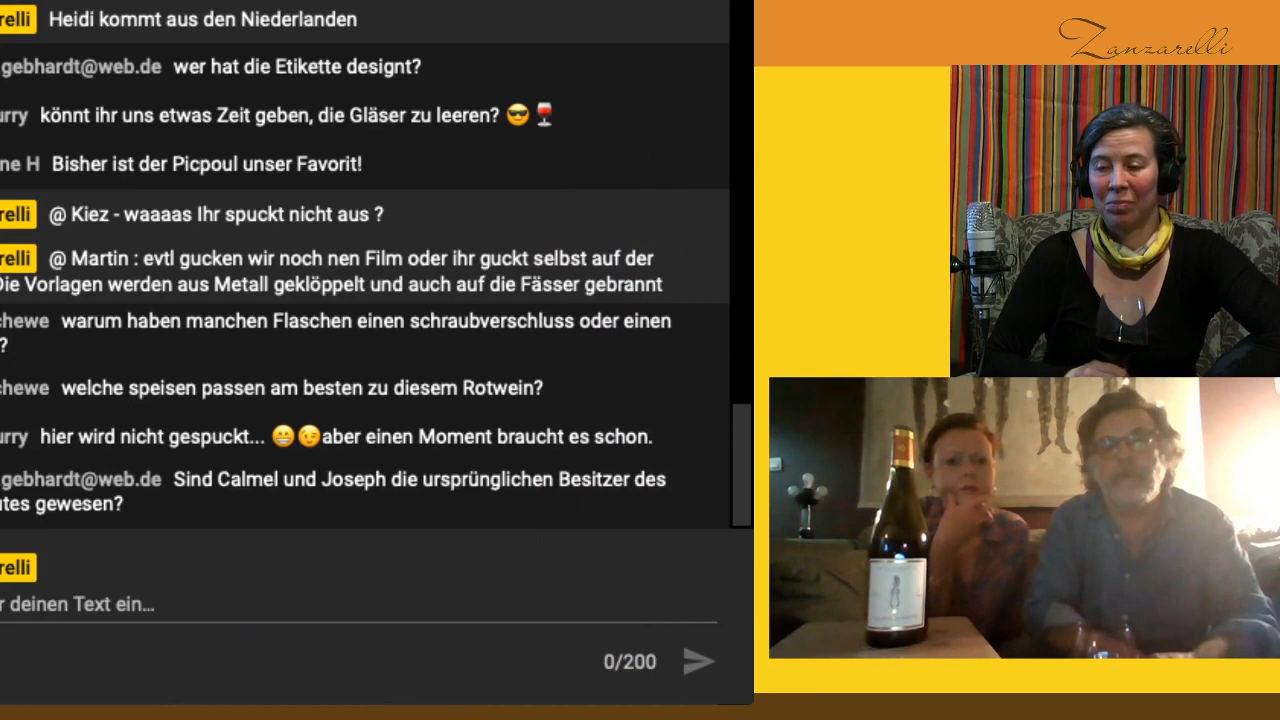 relli Heidi kommt aus den Niederlanden
gebhardt@web.de wer hat die Etikette designt?
urry könnt ihr uns etwas Zeit geben, die Gläser zu leeren? 😎🍷
ne H Bisher ist der Picpoul unser Favorit!
relli @ Kiez - waaaas Ihr spuckt nicht aus ?
relli @ Martin : evtl gucken wir noch nen Film oder ihr guckt selbst auf der
Die Vorlagen werden aus Metall geklöppelt und auch auf die Fässer gebrannt
chewe warum haben manchen Flaschen einen schraubverschluss oder einen
?
chewe welche speisen passen am besten zu diesem Rotwein?
urry hier wird nicht gespuckt... 😁😉aber einen Moment braucht es schon.
gebhardt@web.de Sind Calmel und Joseph die ursprünglichen Besitzer des
utes gewesen?
relli
r deinen Text ein...
0/200
Zanzarelli